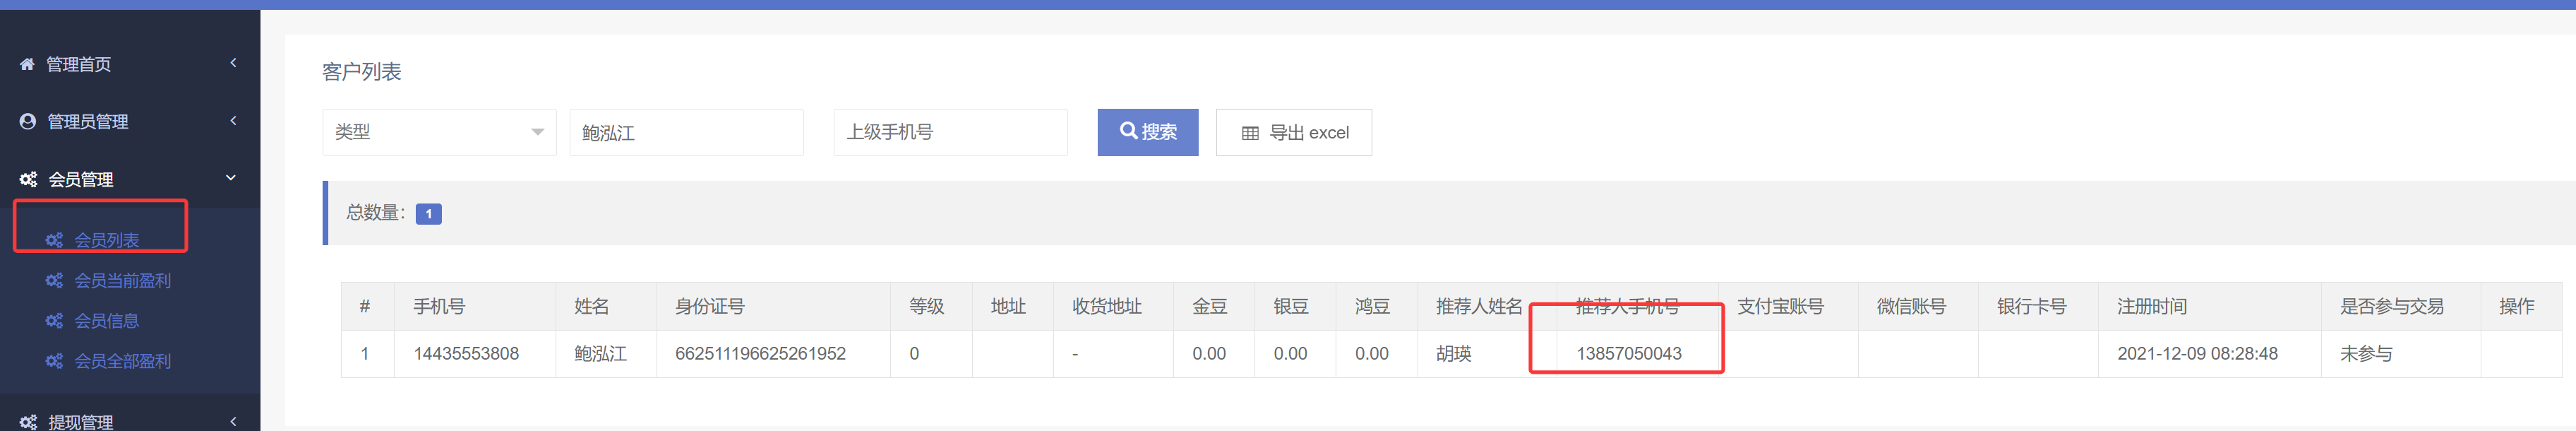 管理首页
管理员管理
会员管理
会员列表
会员当前盈利
会员信息
会员全部盈利
提现管理
客户列表
类型 鲍泓江 上级手机号 搜索 导出 excel
总数量： 1
# 手机号 姓名 身份证号 等级 地址 收货地址 金豆 银豆 鸿豆 推荐人姓名 推荐人手机号 支付宝账号 微信账号 银行卡号 注册时间 是否参与交易 操作
1 14435553808 鲍泓江 662511196625261952 0 - 0.00 0.00 0.00 胡瑛 13857050043 2021-12-09 08:28:48 未参与